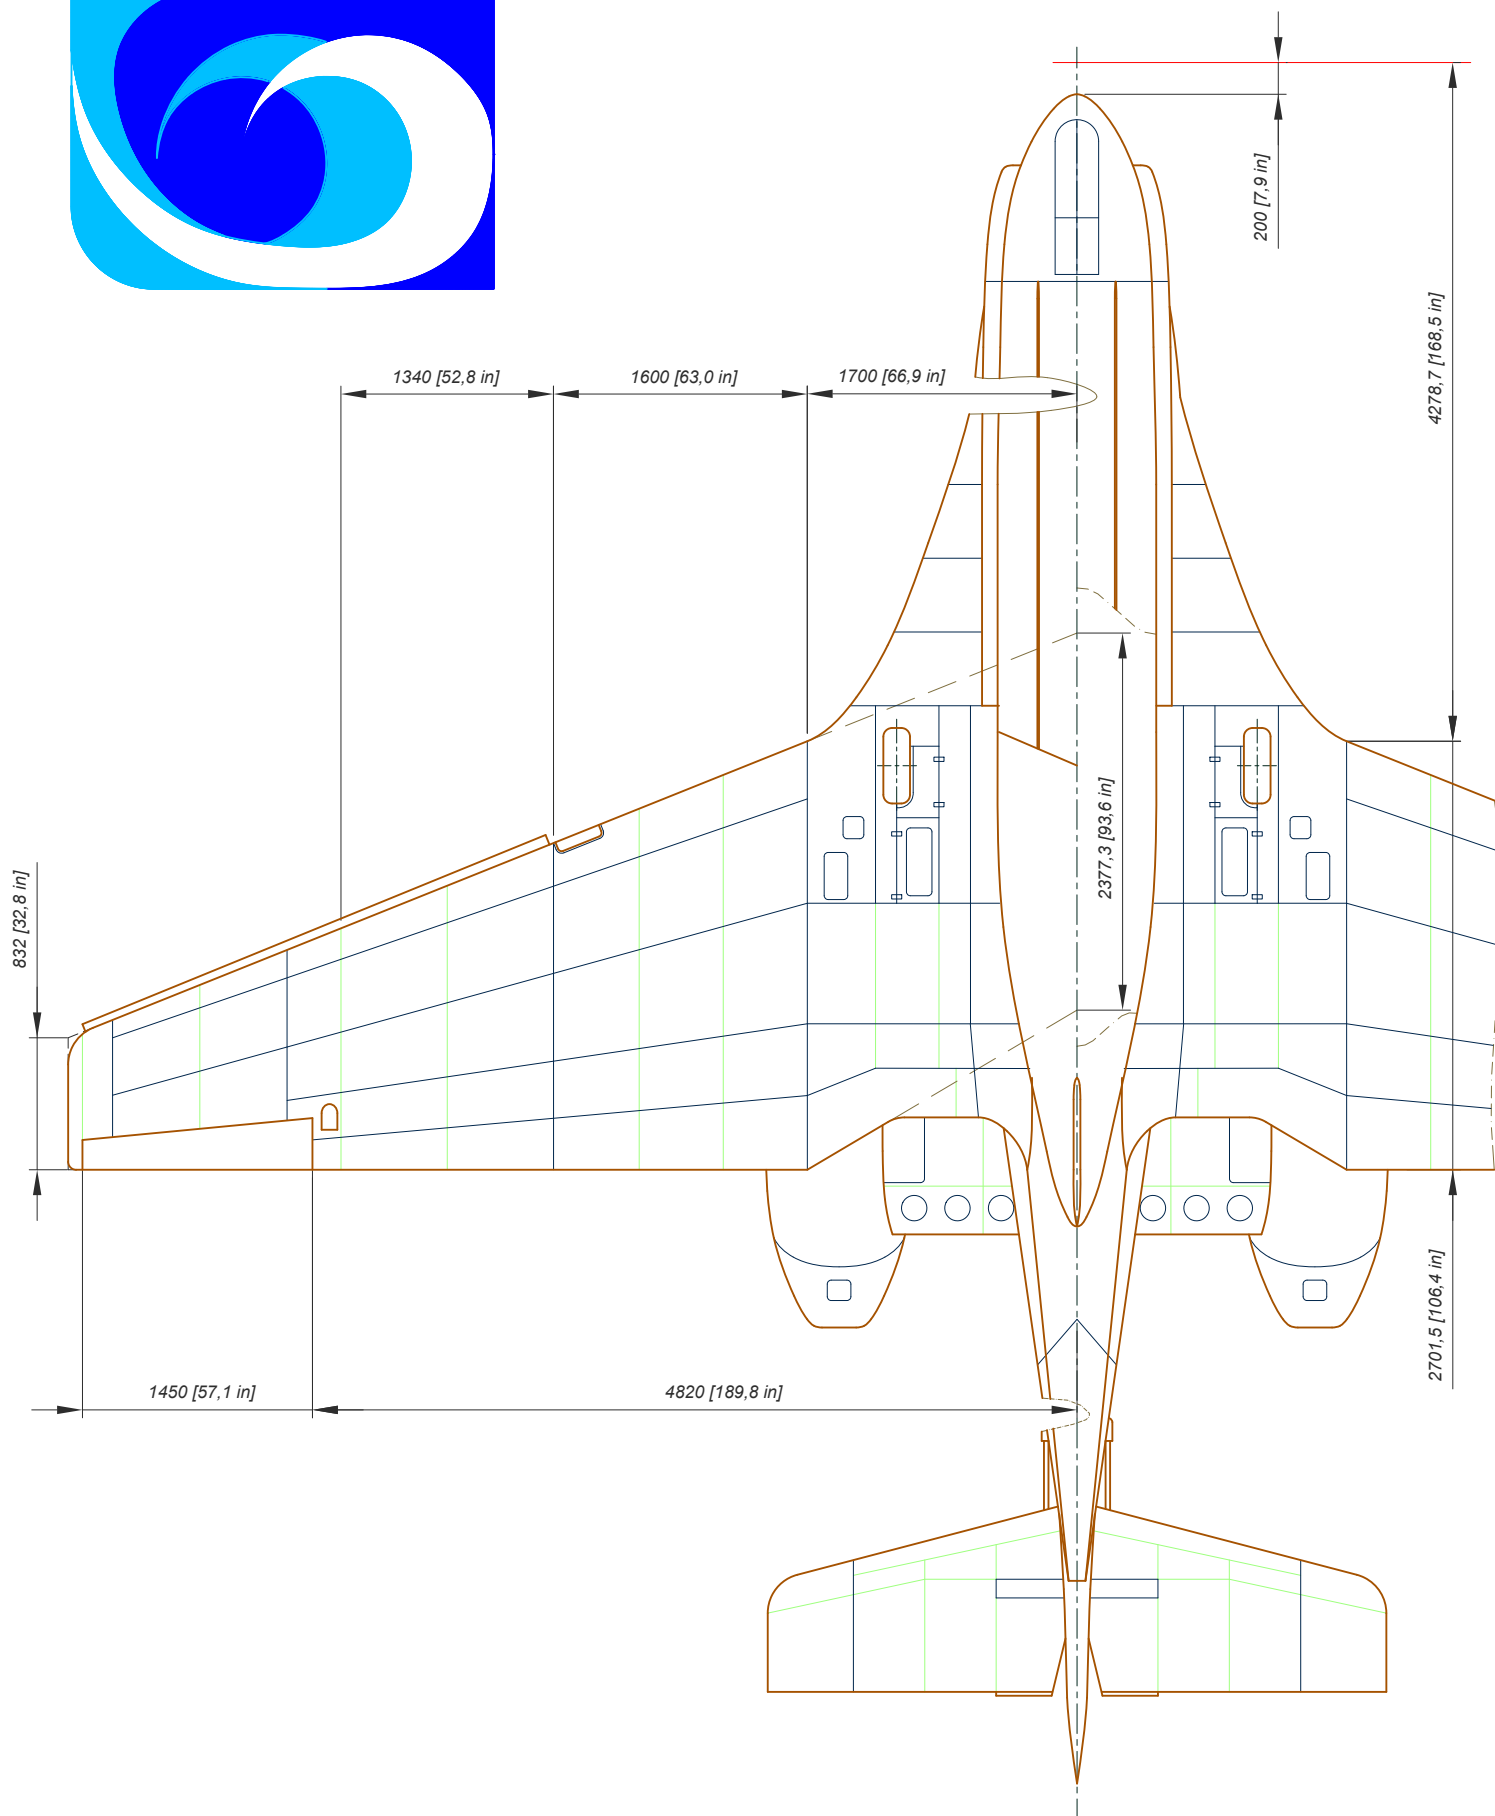 200 [7,9 in]
4278,7 [168,5 in]
1340 [52,8 in]
1600 [63,0 in]
1700 [66,9 in]
2377,3 [93,6 in]
832 [32,8 in]
2701,5 [106,4 in]
1450 [57,1 in]
4820 [189,8 in]